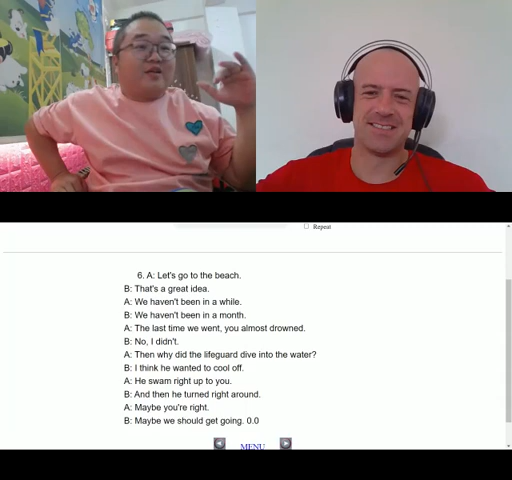 Repeat
6. A: Let's go to the beach.
B: That's a great idea.
A: We haven't been in a while.
B: We haven't been in a month.
A: The last time we went, you almost drowned.
B: No, I didn't.
A: Then why did the lifeguard dive into the water?
B: I think he wanted to cool off.
A: He swam right up to you.
B: And then he turned right around.
A: Maybe you're right.
B: Maybe we should get going. 0.0
MENU